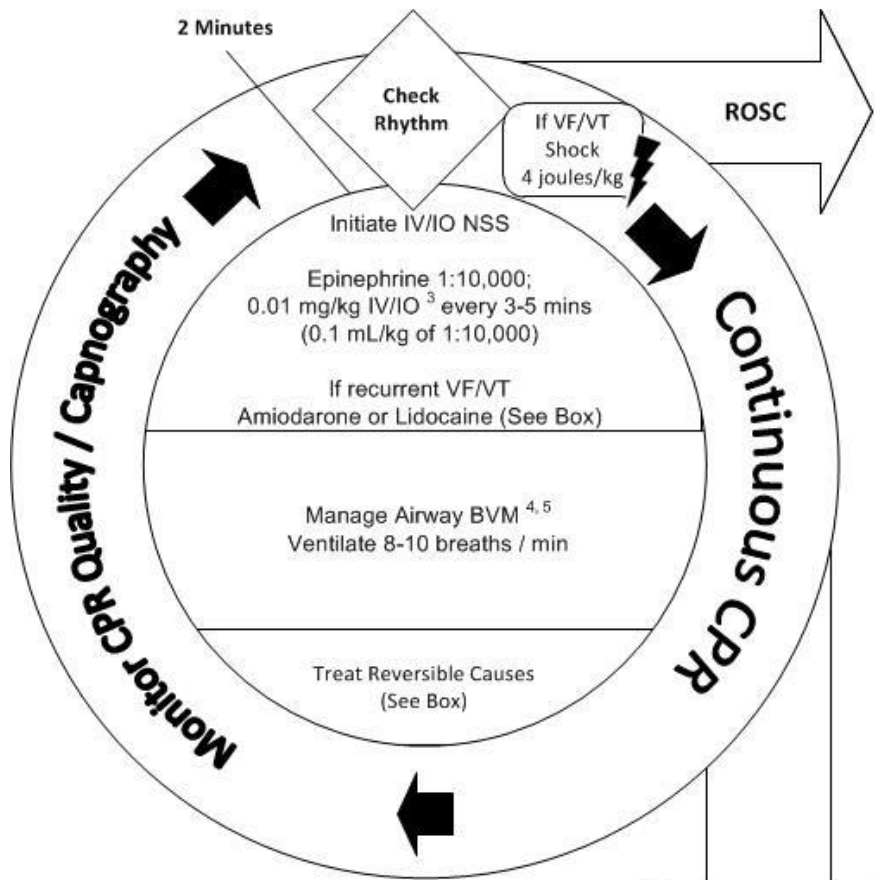 2 Minutes
Check
Rhythm
If VF/VT
Shock
4 joules/kg
ROSC
Initiate IV/IO NSS
Epinephrine 1:10,000;
0.01 mg/kg IV/IO 3 every 3-5 mins
(0.1 mL/kg of 1:10,000)
If recurrent VF/VT
Amiodarone or Lidocaine (See Box)
Manage Airway BVM 4, 5
Ventilate 8-10 breaths / min
Treat Reversible Causes
(See Box)
Continuous CPR
Monitor CPR Quality / Capnography